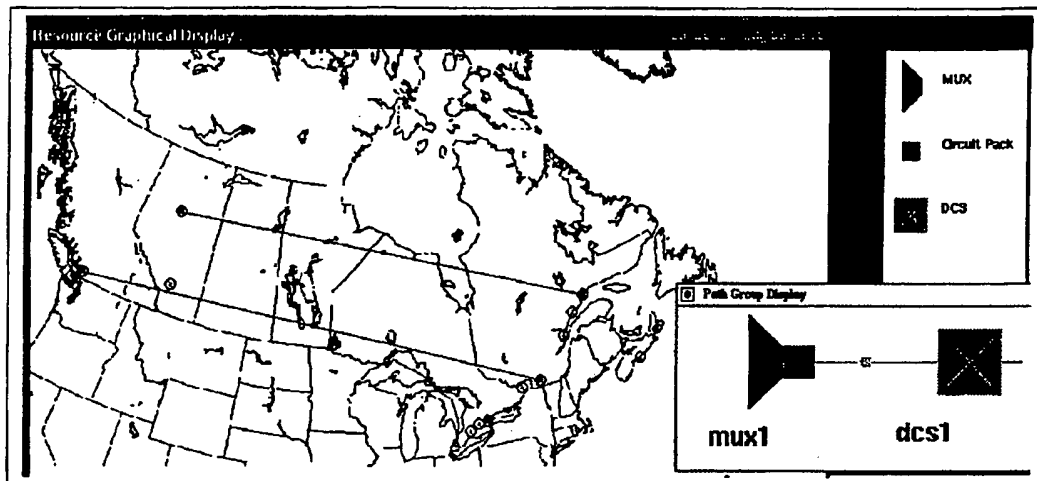 Resource Graphical Display
MUX
Circuit Pack
DCS
Path Group Display
mux1
dcs1